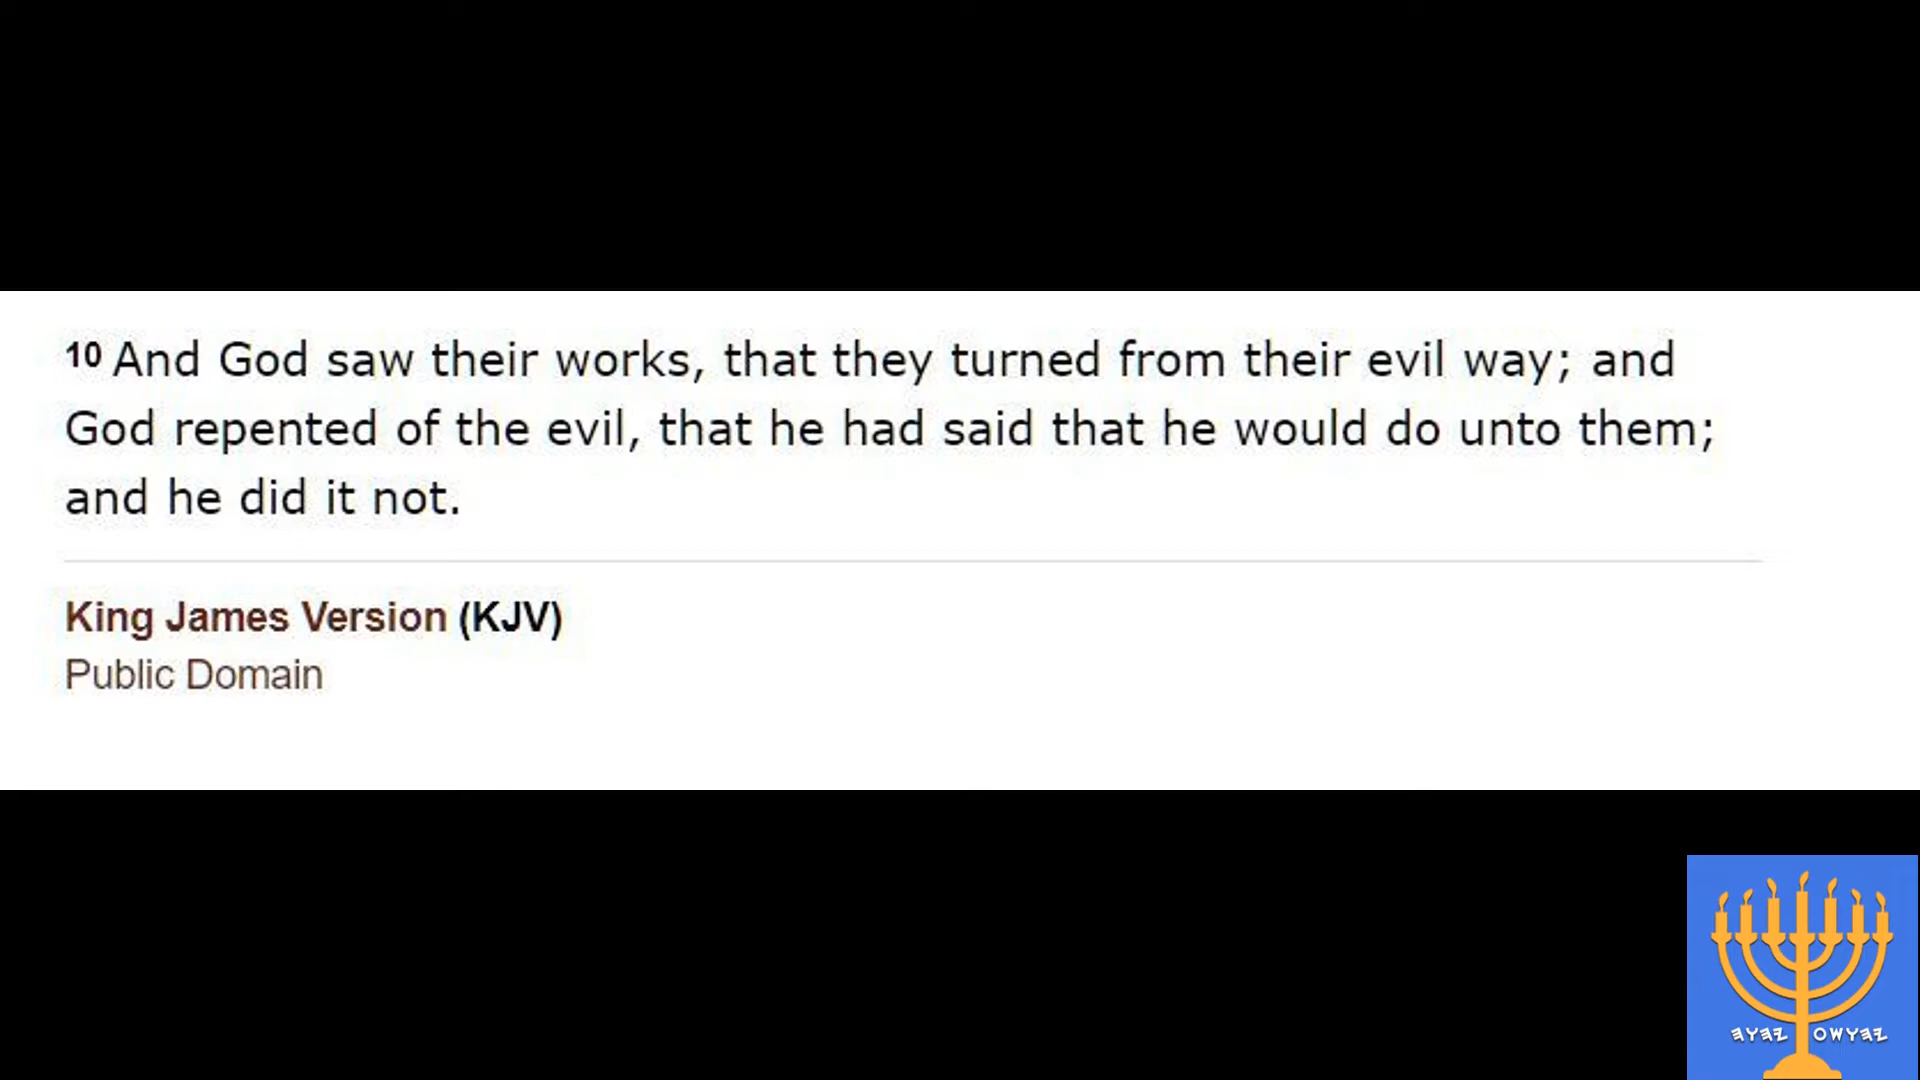 10 And God saw their works, that they turned from their evil way; and
God repented of the evil, that he had said that he would do unto them;
and he did it not.
King James Version (KJV)
Public Domain
𐤉𐤄𐤅𐤄 𐤉𐤄𐤅𐤔𐤏